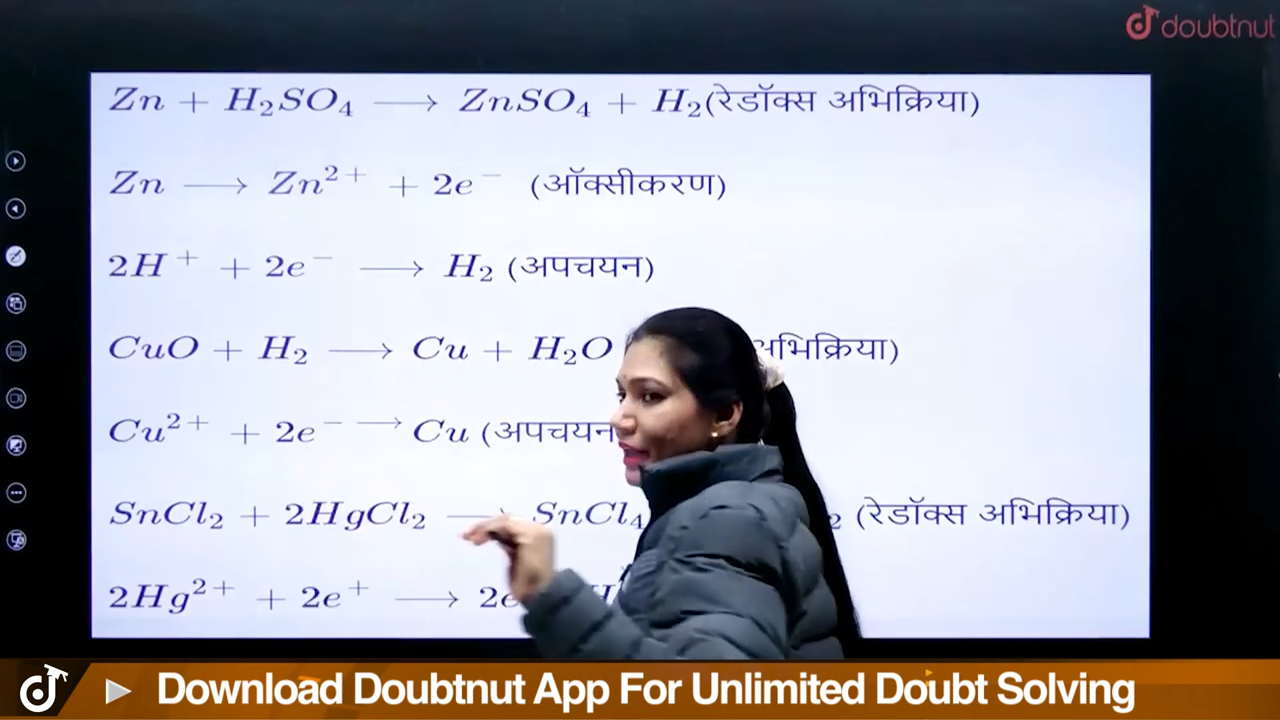 doubtnut
Zn + H₂SO₄ ⟶ ZnSO₄ + H₂(रेडॉक्स अभिक्रिया)
Zn ⟶ Zn²⁺ + 2e⁻ (ऑक्सीकरण)
2H⁺ + 2e⁻ ⟶ H₂ (अपचयन)
CuO + H₂ ⟶ Cu + H₂O अभिक्रिया)
Cu²⁺ + 2e⁻ ⟶ Cu (अपचयन
SnCl₂ + 2HgCl₂ ⟶ SnCl₄ ₂ (रेडॉक्स अभिक्रिया)
2Hg²⁺ + 2e⁺ ⟶ 2e
Download Doubtnut App For Unlimited Doubt Solving